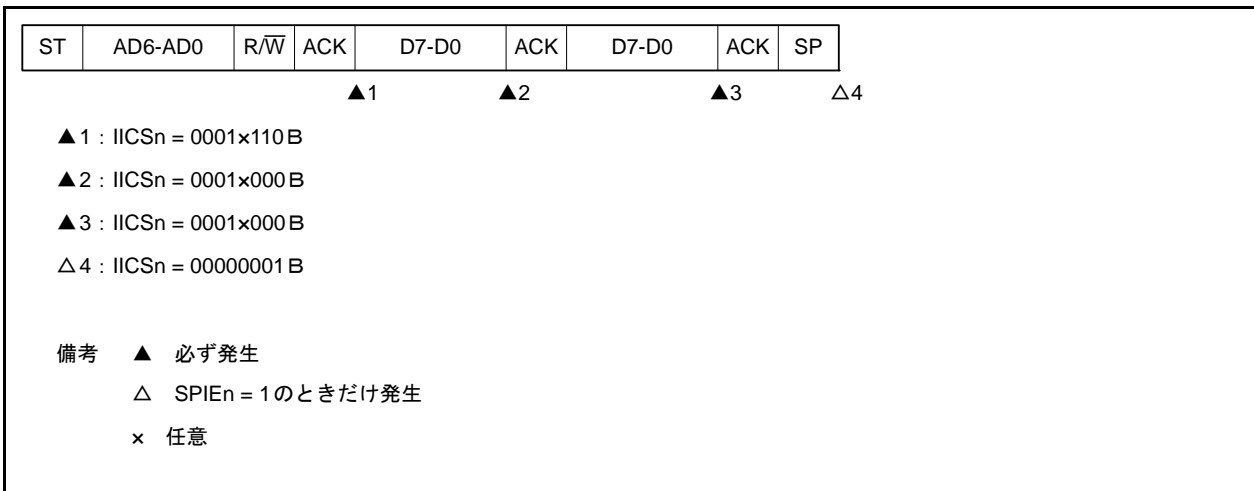 ST AD6-AD0 R/W̅ ACK D7-D0 ACK D7-D0 ACK SP
▲1 ▲2 ▲3 △4
▲1：IICSn = 0001×110B
▲2：IICSn = 0001×000B
▲3：IICSn = 0001×000B
△4：IICSn = 00000001B
備考 ▲ 必ず発生
△ SPIEn = 1のときだけ発生
× 任意